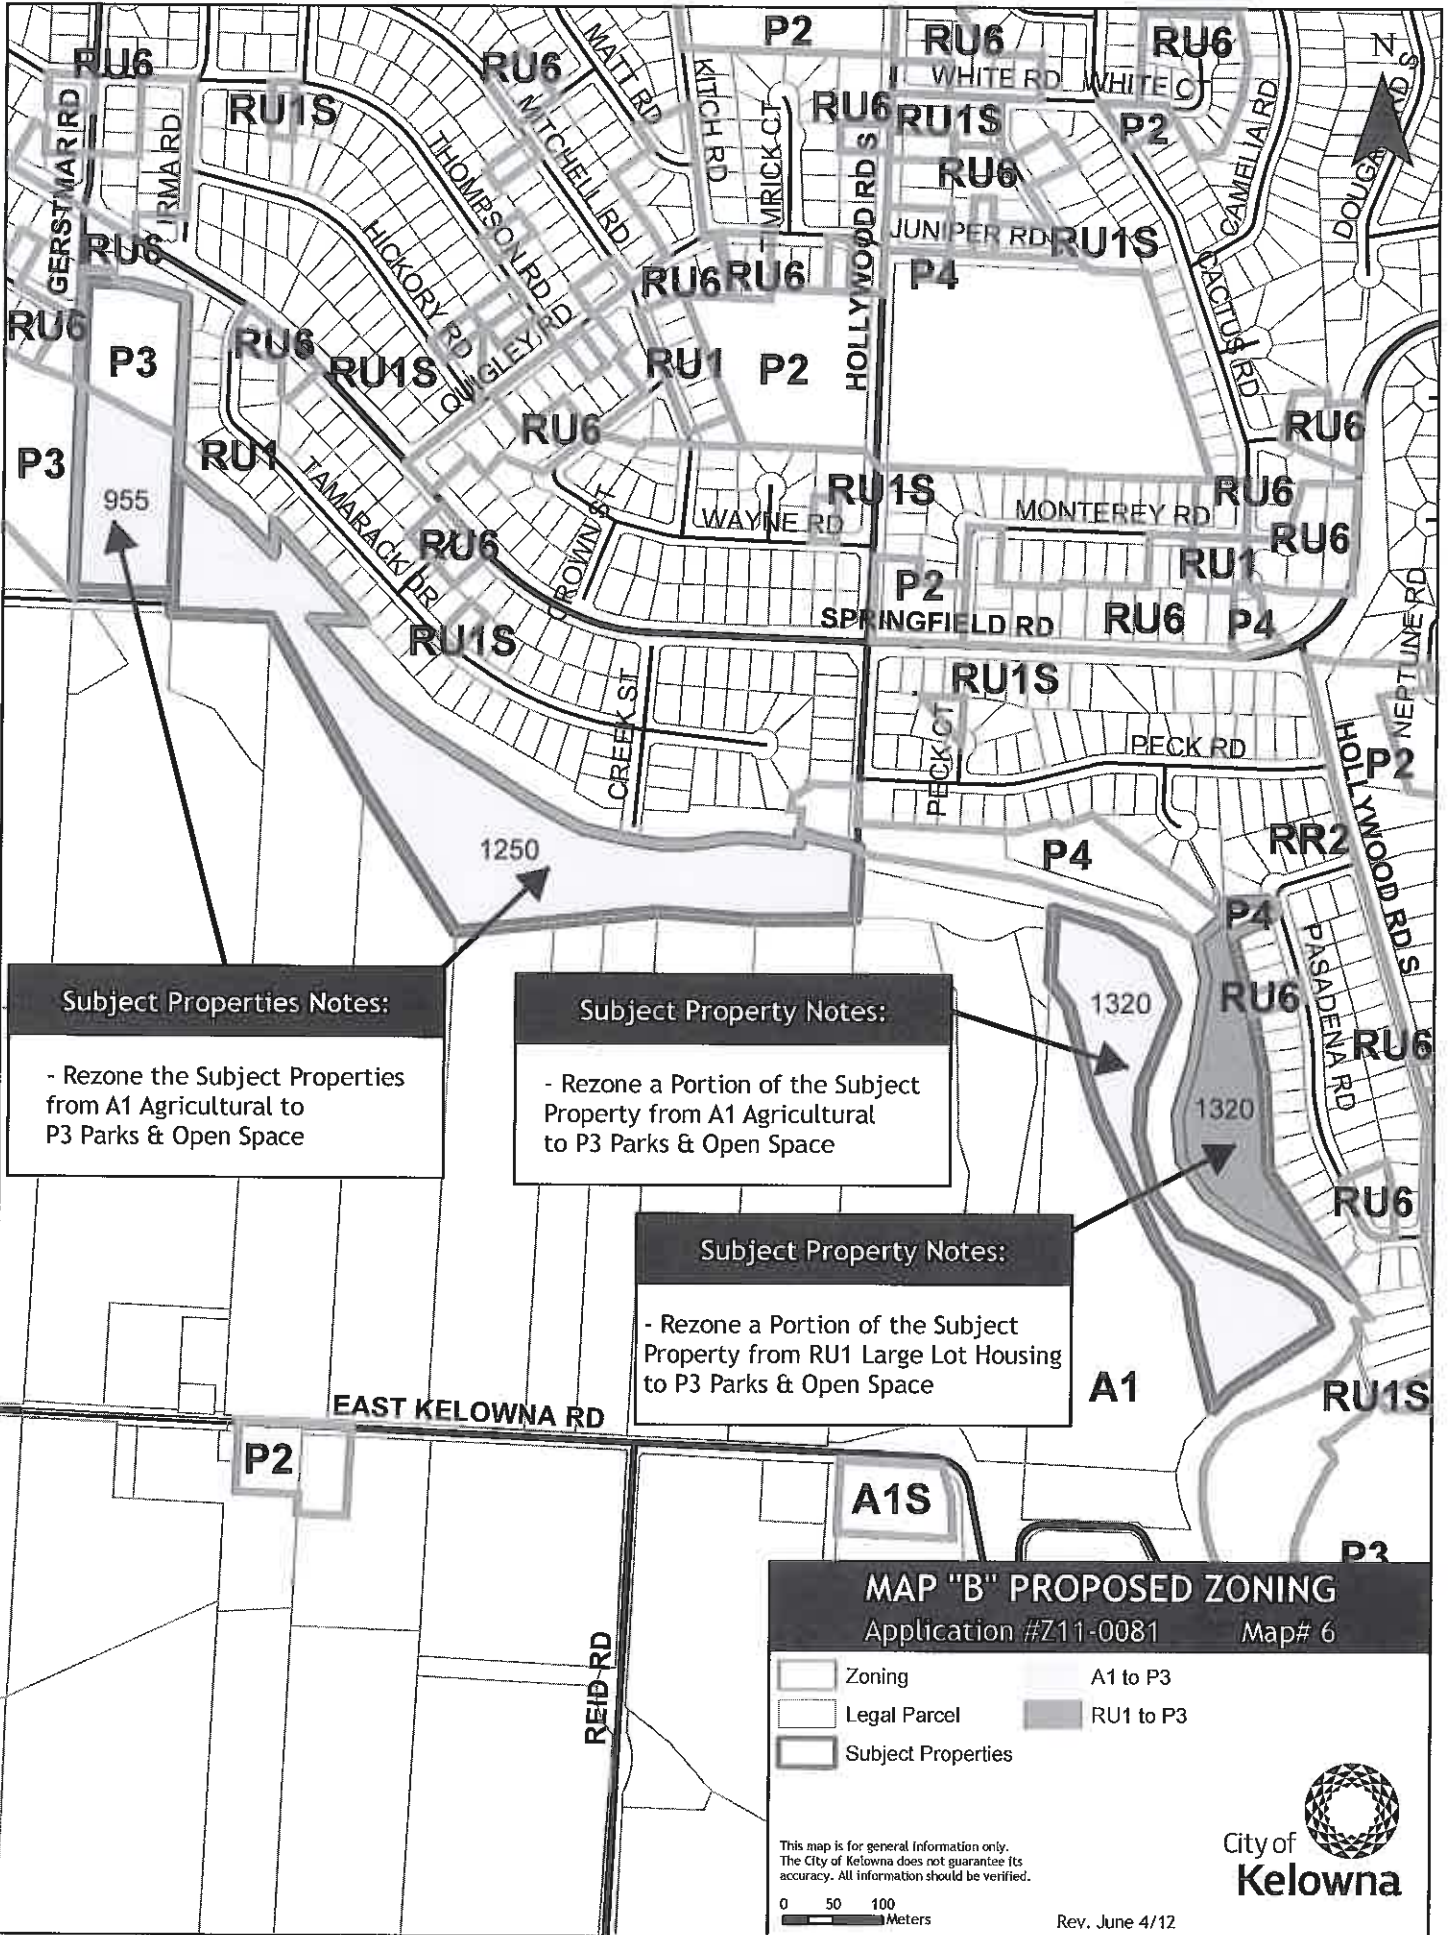 P2
RU6
RU6
N
RU6
MATT RD
RU6
WHITE RD
WHITE CT
RU1S
KITCH RD
RU6
RU1S
P2
CAMELIA RD
GERSTMAR RD
IRMA RD
THOMPSON RD
MITCHELL RD
HOLLYWOOD RD S
RU6
DOUGA
RD S
JUNIPER RD
RU1S
HICKORY RD
RU6
RU6
RU6
P4
CACTUS RD
RU6
P3
RU6
RU1S
QUIGLEY RD
RU1
P2
RU6
RU6
P3
RU1
955
TAMARACK DR
RU6
CROWN ST
WAYNE RD
RU1S
MONTEREY RD
RU6
RU6
RU1
P2
SPRINGFIELD RD
RU6
P4
NEPTUNE RD
RU1S
RU1S
CREEK ST
PECK CT
PECK RD
P2
HOLLYWOOD RD S
1250
P4
RR2
P4
PASADENA RD
1320
RU6
RU6
1320
RU6
Subject Properties Notes:
- Rezone the Subject Properties
from A1 Agricultural to
P3 Parks & Open Space
Subject Property Notes:
- Rezone a Portion of the Subject
Property from A1 Agricultural
to P3 Parks & Open Space
Subject Property Notes:
- Rezone a Portion of the Subject
Property from RU1 Large Lot Housing
to P3 Parks & Open Space
A1
RU1S
EAST KELOWNA RD
P2
A1S
P3
REID RD
MAP "B" PROPOSED ZONING
Application #Z11-0081 Map# 6
Zoning
A1 to P3
Legal Parcel
RU1 to P3
Subject Properties
This map is for general information only.
The City of Kelowna does not guarantee its
accuracy. All information should be verified.
0 50 100
Meters
Rev. June 4/12
City of
Kelowna